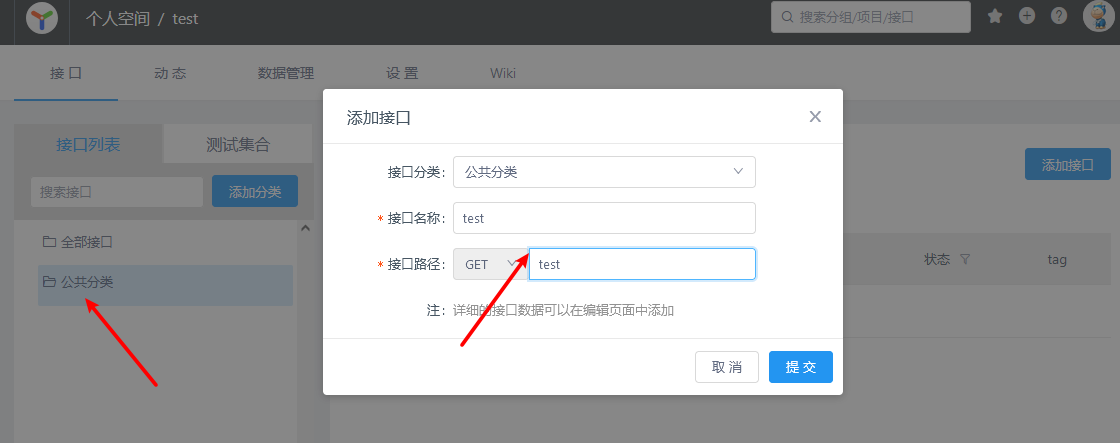 个人空间 / test
搜索分组/项目/接口
接 口 动 态 数据管理 设 置 Wiki
添加接口
接口列表 测试集合
添加接口
搜索接口 添加分类
接口分类： 公共分类
* 接口名称： test
全部接口
* 接口路径： GET test
状态 tag
公共分类
注： 详细的接口数据可以在编辑页面中添加
取 消 提 交